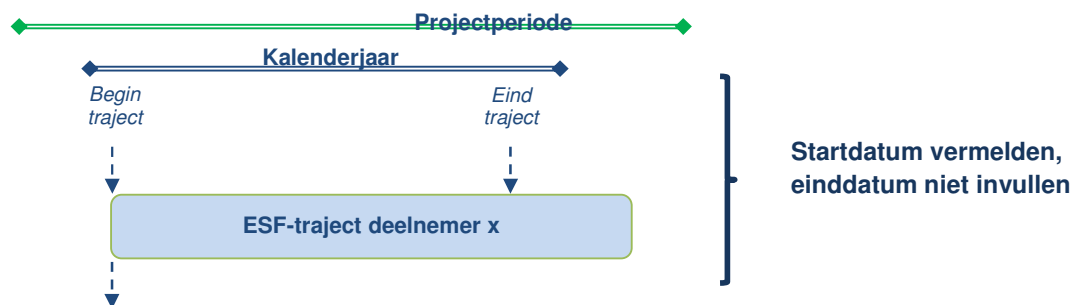 Projectperiode
Kalenderjaar
Begin
traject
Eind
traject
Startdatum vermelden,
einddatum niet invullen
ESF-traject deelnemer x